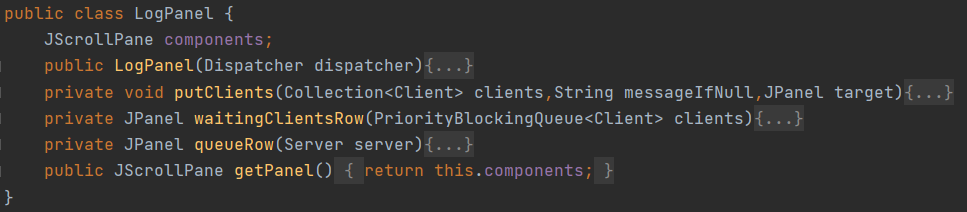 public class LogPanel {
    JScrollPane components;
    public LogPanel(Dispatcher dispatcher){...}
    private void putClients(Collection<Client> clients,String messageIfNull,JPanel target){...}
    private JPanel waitingClientsRow(PriorityBlockingQueue<Client> clients){...}
    private JPanel queueRow(Server server){...}
    public JScrollPane getPanel() { return this.components; }
}